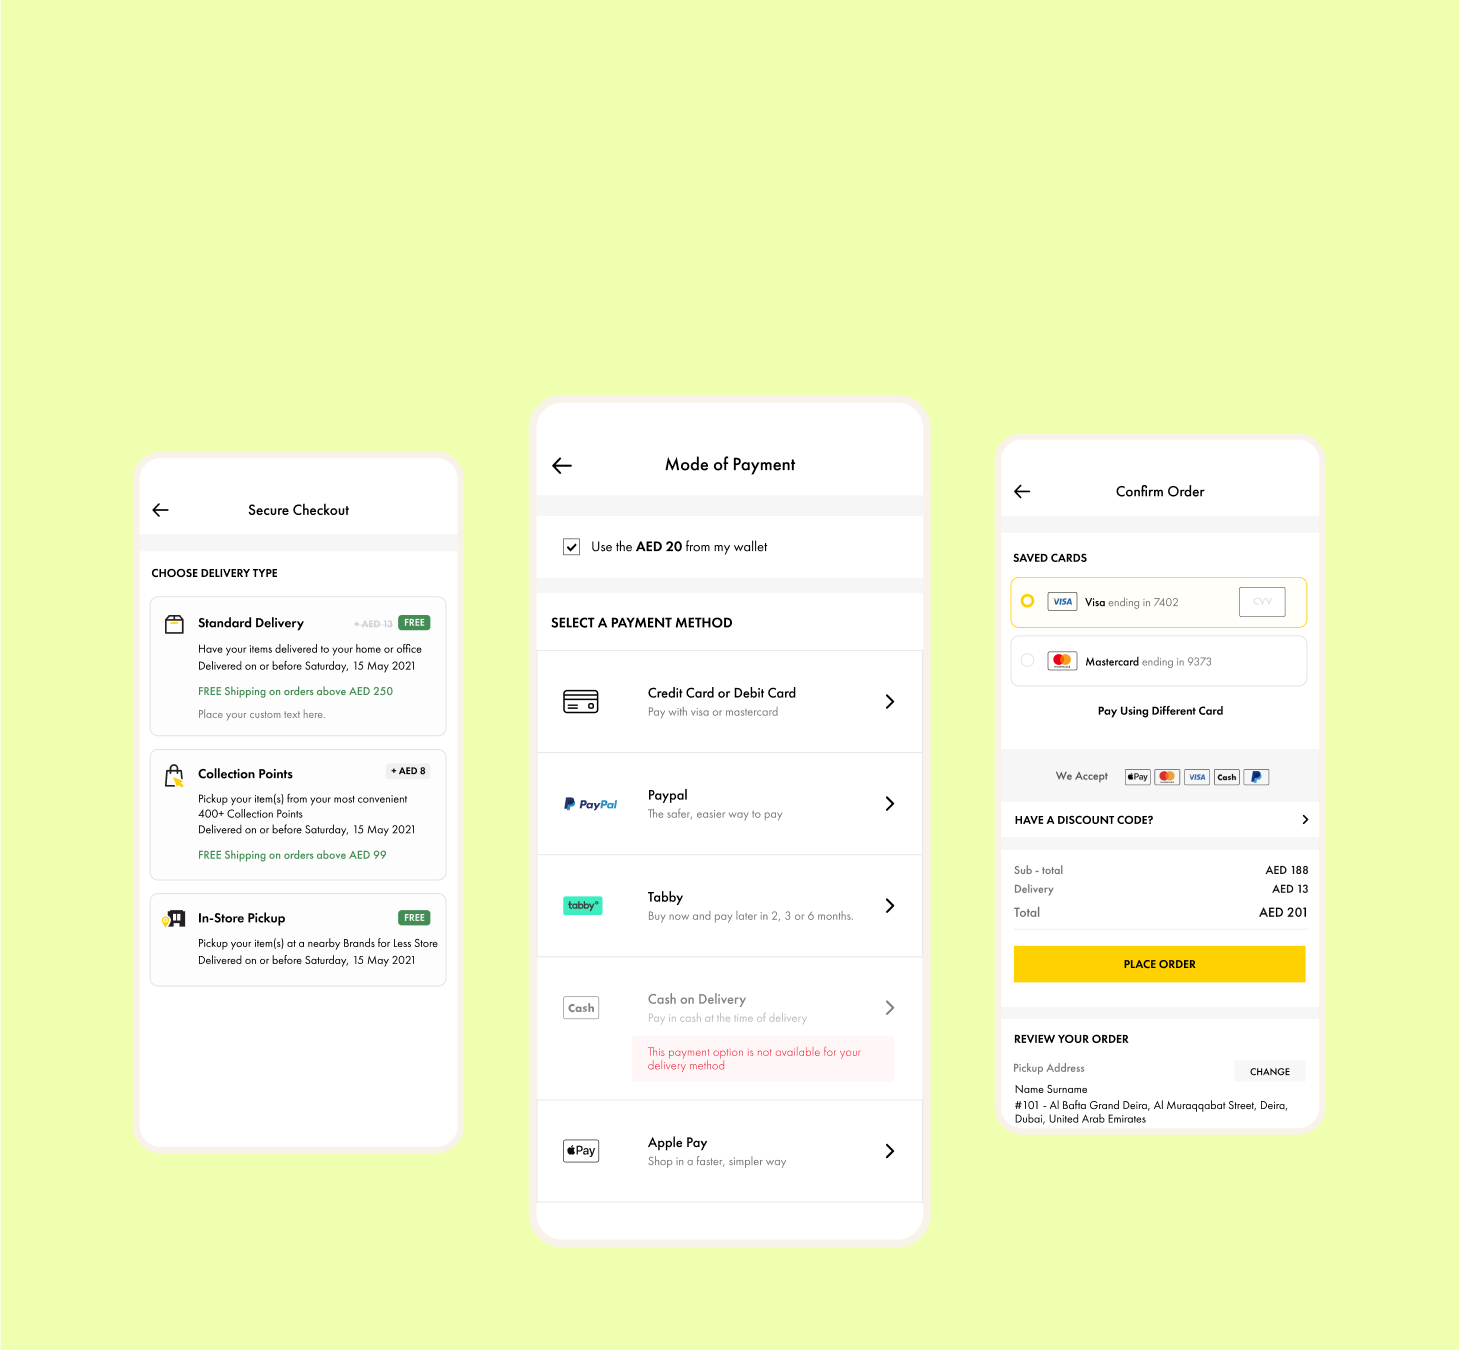 Secure Checkout
CHOOSE DELIVERY TYPE
Standard Delivery + AED 13 FREE
Have your items delivered to your home or office
Delivered on or before Saturday, 15 May 2021
FREE Shipping on orders above AED 250
Place your custom text here.
Collection Points + AED 8
Pickup your item(s) from your most convenient
400+ Collection Points
Delivered on or before Saturday, 15 May 2021
FREE Shipping on orders above AED 99
In-Store Pickup FREE
Pickup your item(s) at a nearby Brands for Less Store
Delivered on or before Saturday, 15 May 2021
Mode of Payment
Use the AED 20 from my wallet
SELECT A PAYMENT METHOD
Credit Card or Debit Card
Pay with visa or mastercard
PayPal
Paypal
The safer, easier way to pay
tabby
Tabby
Buy now and pay later in 2, 3 or 6 months.
Cash
Cash on Delivery
Pay in cash at the time of delivery
This payment option is not available for your
delivery method
Pay
Apple Pay
Shop in a faster, simpler way
Confirm Order
SAVED CARDS
VISA Visa ending in 7402 CVV
Mastercard ending in 9373
Pay Using Different Card
We Accept Pay VISA Cash
HAVE A DISCOUNT CODE?
Sub - total AED 188
Delivery AED 13
Total AED 201
PLACE ORDER
REVIEW YOUR ORDER
Pickup Address CHANGE
Name Surname
#101 - Al Bafta Grand Deira, Al Muraqqabat Street, Deira,
Dubai, United Arab Emirates